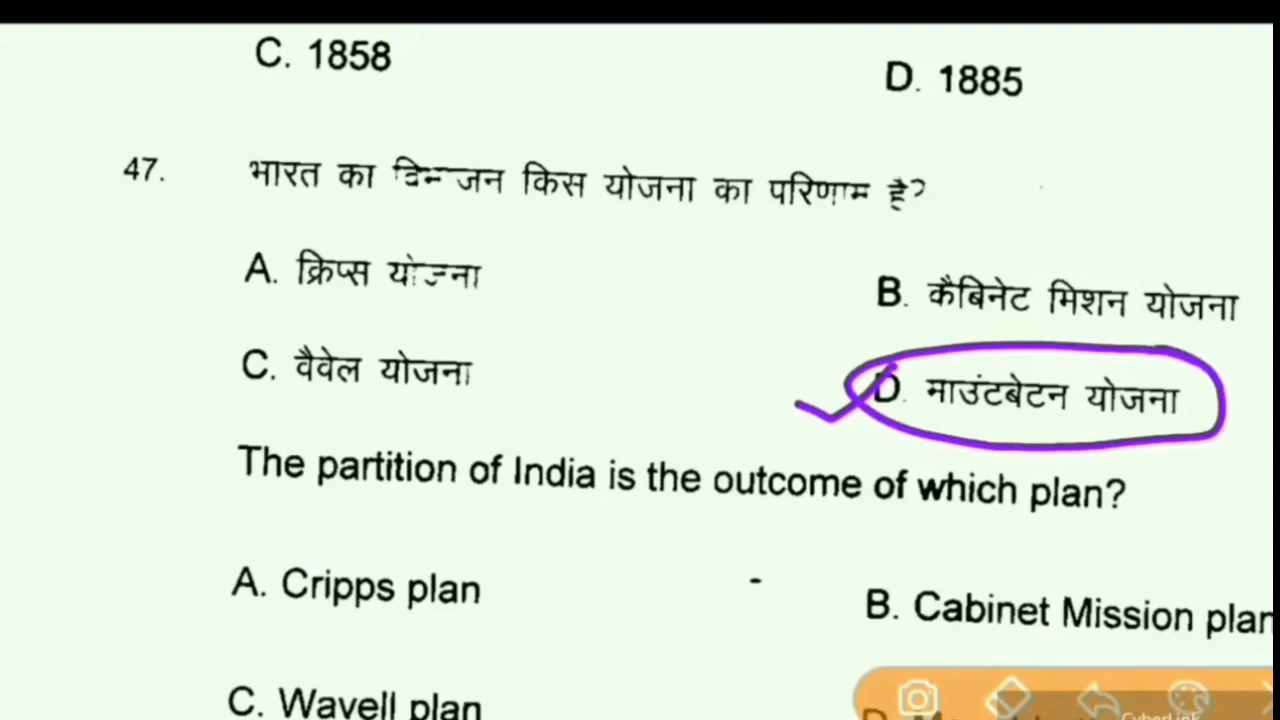 C. 1858
D. 1885
47. भारत का विभाजन किस योजना का परिणाम है?
A. क्रिप्स योजना
B. कैबिनेट मिशन योजना
C. वैवेल योजना
D. माउंटबेटन योजना
The partition of India is the outcome of which plan?
A. Cripps plan
B. Cabinet Mission plan
C. Wavell plan
CyberLink